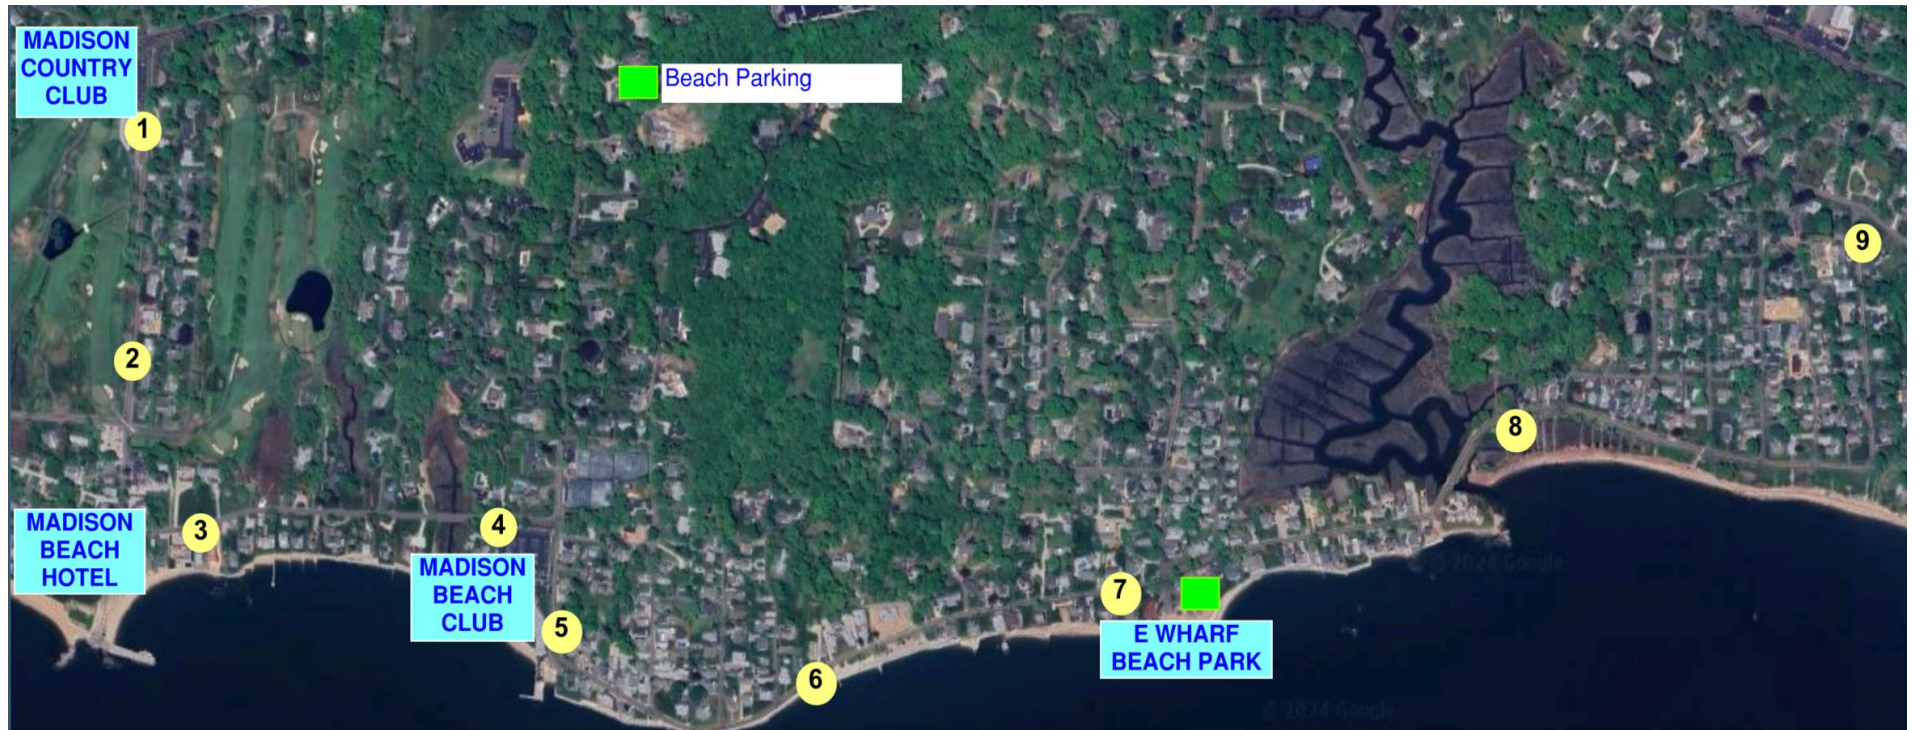 MADISON
COUNTRY
CLUB
Beach Parking
1
9
2
8
MADISON
BEACH
HOTEL
3
4
MADISON
BEACH
CLUB
5
7
E WHARF
BEACH PARK
6
© 2024 Google
© 2024 Google